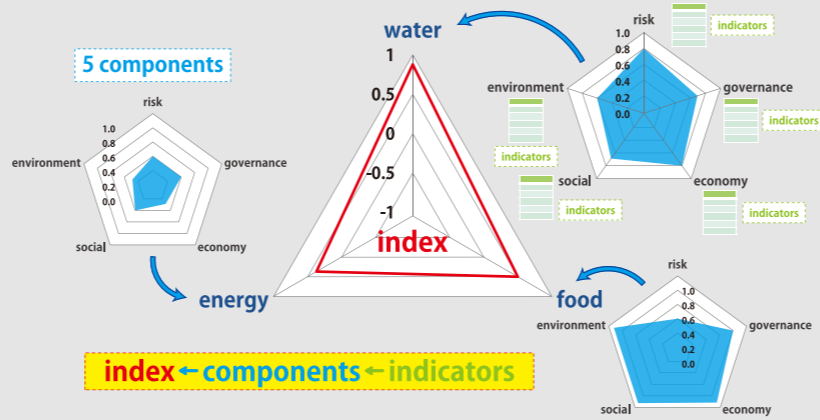 5 components
risk
1.0
0.8
0.6
0.4
0.2
0.0
environment
governance
social
economy
energy
water
1
0.5
0
-0.5
-1
index
food
risk
1.0
0.8
0.6
0.4
0.2
0.0
environment
governance
social
economy
indicators
indicators
indicators
indicators
indicators
risk
1.0
0.8
0.6
0.4
0.2
0.0
environment
governance
social
economy
index←components←indicators